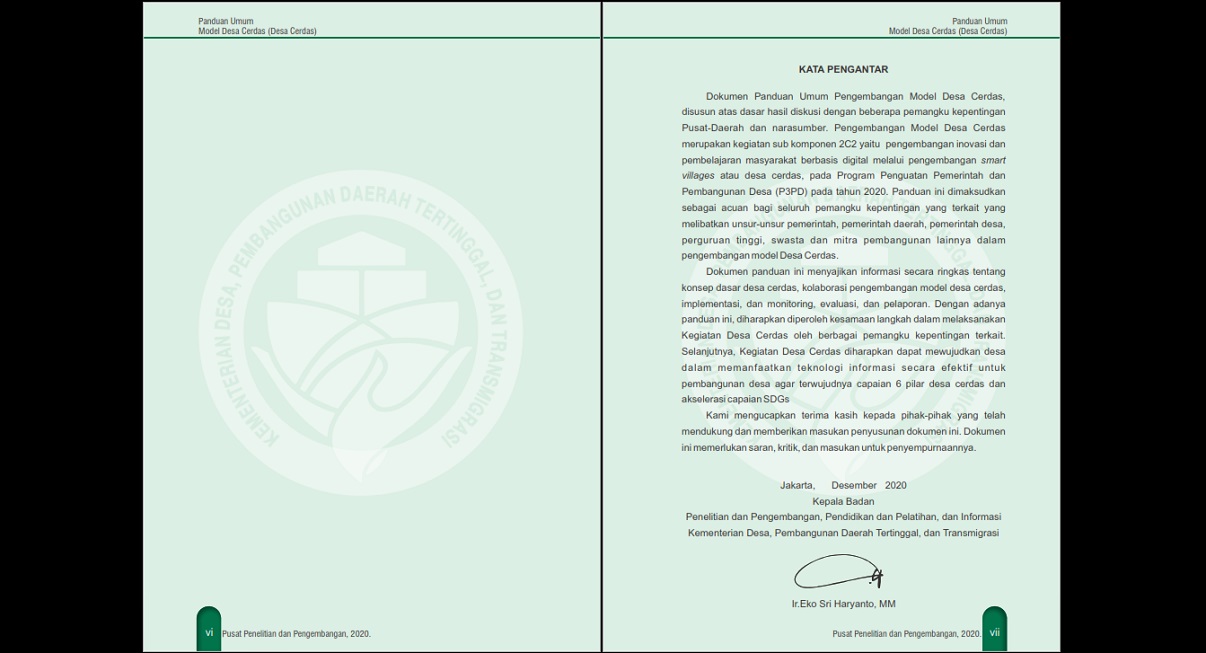 Panduan Umum
Model Desa Cerdas (Desa Cerdas)
KEMENTERIAN DESA, PEMBANGUNAN DAERAH TERTINGGAL, DAN TRANSMIGRASI
vi
Pusat Penelitian dan Pengembangan, 2020.
Panduan Umum
Model Desa Cerdas (Desa Cerdas)
KATA PENGANTAR
Dokumen Panduan Umum Pengembangan Model Desa Cerdas,
disusun atas dasar hasil diskusi dengan beberapa pemangku kepentingan
Pusat-Daerah dan narasumber. Pengembangan Model Desa Cerdas
merupakan kegiatan sub komponen 2C2 yaitu pengembangan inovasi dan
pembelajaran masyarakat berbasis digital melalui pengembangan smart
villages atau desa cerdas, pada Program Penguatan Pemerintah dan
Pembangunan Desa (P3PD) pada tahun 2020. Panduan ini dimaksudkan
sebagai acuan bagi seluruh pemangku kepentingan yang terkait yang
melibatkan unsur-unsur pemerintah, pemerintah daerah, pemerintah desa,
perguruan tinggi, swasta dan mitra pembangunan lainnya dalam
pengembangan model Desa Cerdas.
Dokumen panduan ini menyajikan informasi secara ringkas tentang
konsep dasar desa cerdas, kolaborasi pengembangan model desa cerdas,
implementasi, dan monitoring, evaluasi, dan pelaporan. Dengan adanya
panduan ini, diharapkan diperoleh kesamaan langkah dalam melaksanakan
Kegiatan Desa Cerdas oleh berbagai pemangku kepentingan terkait.
Selanjutnya, Kegiatan Desa Cerdas diharapkan dapat mewujudkan desa
dalam memanfaatkan teknologi informasi secara efektif untuk
pembangunan desa agar terwujudnya capaian 6 pilar desa cerdas dan
akselerasi capaian SDGs
Kami mengucapkan terima kasih kepada pihak-pihak yang telah
mendukung dan memberikan masukan penyusunan dokumen ini. Dokumen
ini memerlukan saran, kritik, dan masukan untuk penyempurnaannya.
Jakarta, Desember 2020
Kepala Badan
Penelitian dan Pengembangan, Pendidikan dan Pelatihan, dan Informasi
Kementerian Desa, Pembangunan Daerah Tertinggal, dan Transmigrasi
Ir.Eko Sri Haryanto, MM
Pusat Penelitian dan Pengembangan, 2020.
vii